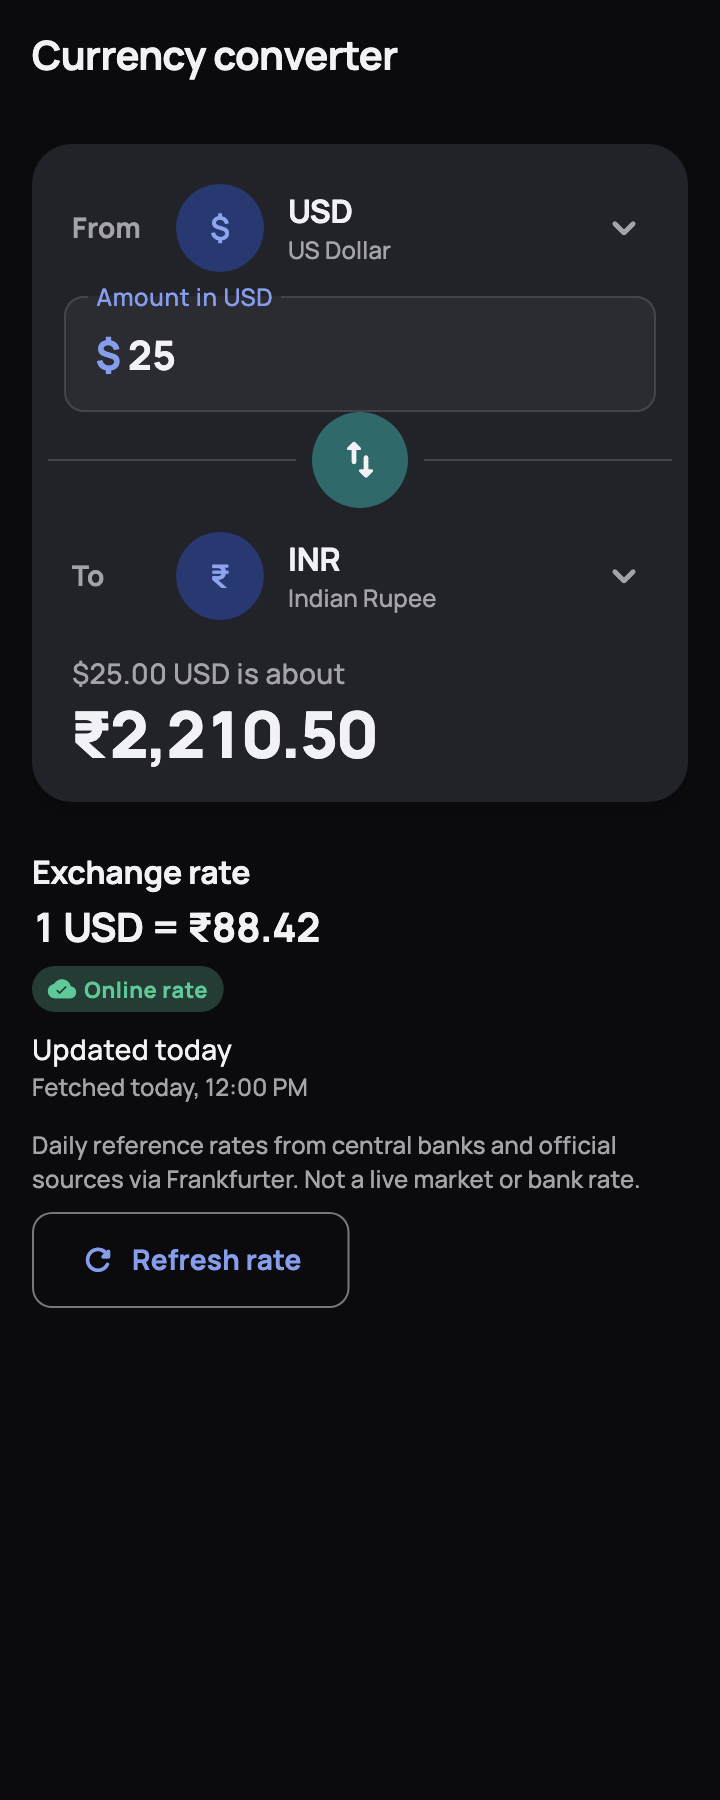 Currency converter
From
$
USD
US Dollar
Amount in USD
$ 25
To
₹
INR
Indian Rupee
$25.00 USD is about
₹2,210.50
Exchange rate
1 USD = ₹88.42
Online rate
Updated today
Fetched today, 12:00 PM
Daily reference rates from central banks and official
sources via Frankfurter. Not a live market or bank rate.
Refresh rate